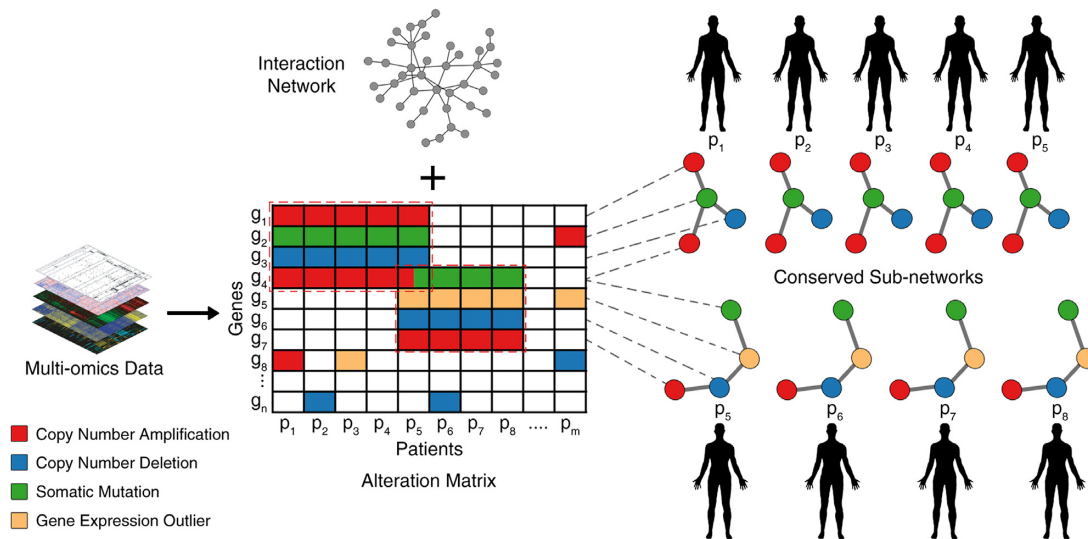 Interaction
Network
+
p1
p2
p3
p4
p5
g1
g2
g3
g4
g5
g6
g7
g8
⋮
gn
Genes
p1 p2 p3 p4 p5 p6 p7 p8 .... pm
Patients
Alteration Matrix
Multi-omics Data
Conserved Sub-networks
p5
p6
p7
p8
Copy Number Amplification
Copy Number Deletion
Somatic Mutation
Gene Expression Outlier